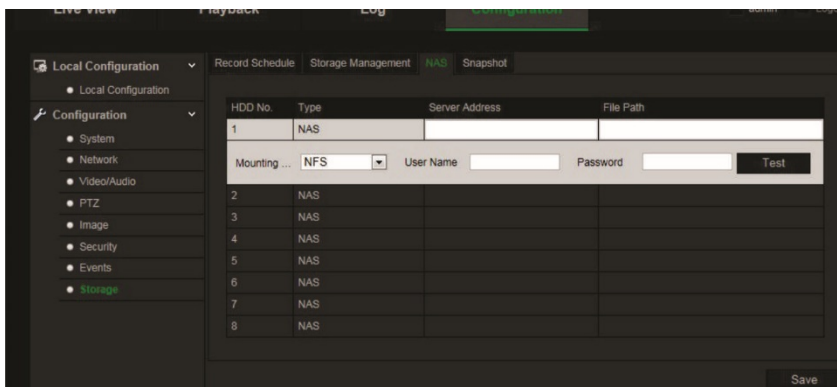 Live View Playback Log Configuration admin
Local Configuration
Local Configuration
Configuration
System
Network
Video/Audio
PTZ
Image
Security
Events
Storage
Record Schedule Storage Management NAS Snapshot
HDD No. Type Server Address File Path
1 NAS
Mounting ... NFS User Name Password Test
2 NAS
3 NAS
4 NAS
5 NAS
6 NAS
7 NAS
8 NAS
Save